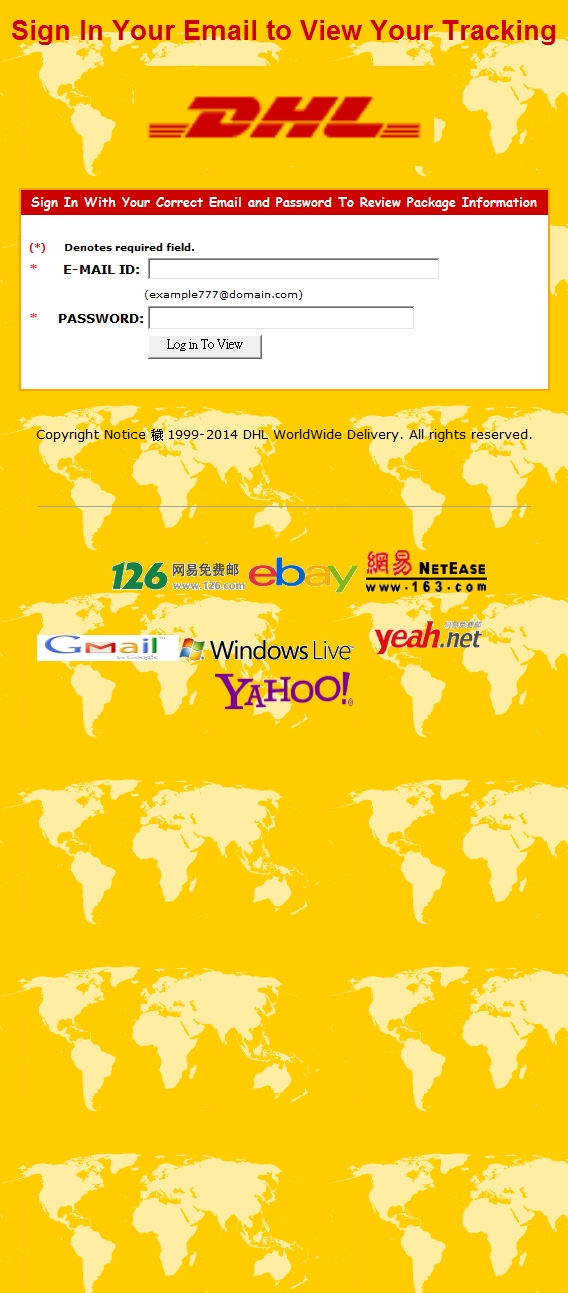 Sign In Your Email to View Your Tracking
DHL
Sign In With Your Correct Email and Password To Review Package Information
(*) Denotes required field.
* E-MAIL ID:
(example777@domain.com)
* PASSWORD:
Log in To View
Copyright Notice 穢 1999-2014 DHL WorldWide Delivery. All rights reserved.
126 网易免费邮 www.126.com
ebay
網易 NETEASE
www.163.com
Gmail™
by Google
Windows Live™
yeah.net
YAHOO!®